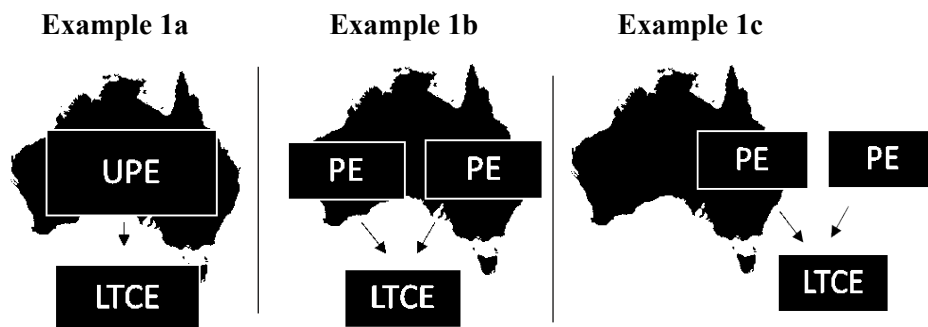 Example 1a
Example 1b
Example 1c
UPE
PE
PE
PE
PE
LTCE
LTCE
LTCE